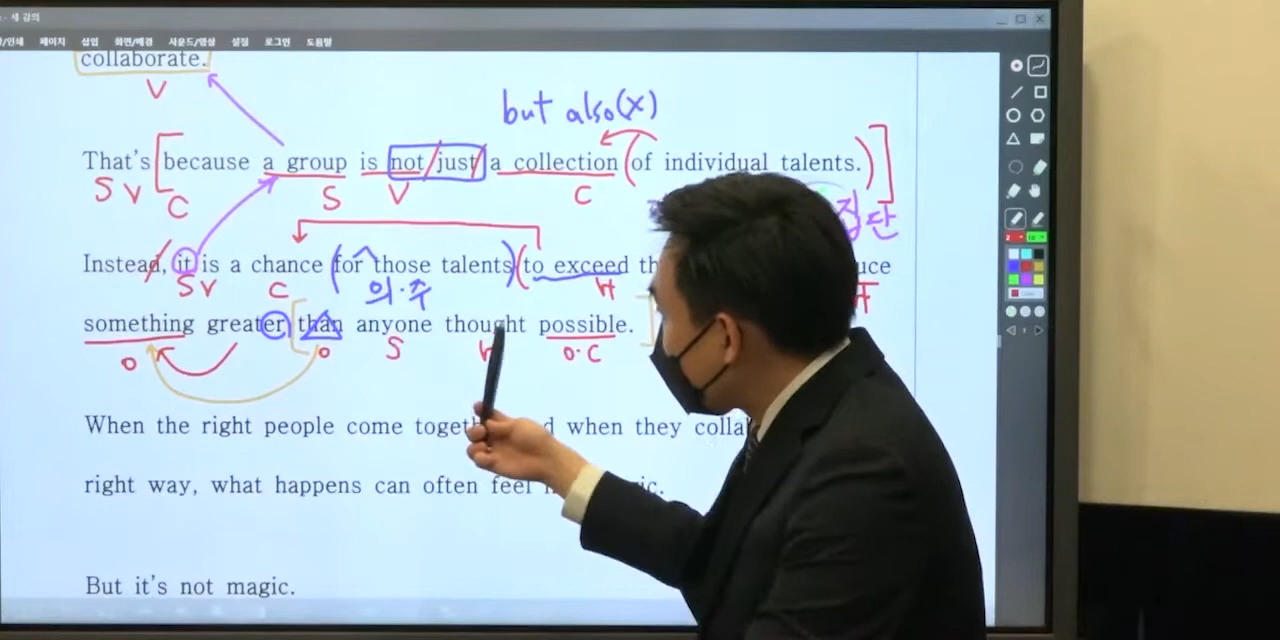 세 강의
페이지 삽입 화면/배경 사운드/영상 설정 로그인 도움말
collaborate.
V
but also(x)
That's because a group is not just a collection of individual talents.
S V C S V C
집단
Instead, it is a chance for those talents to exceed
S V C 의·주
something greater than anyone thought possible.
O O S O·C
When the right people come when they
right way, what happens can often feel
But it's not magic.